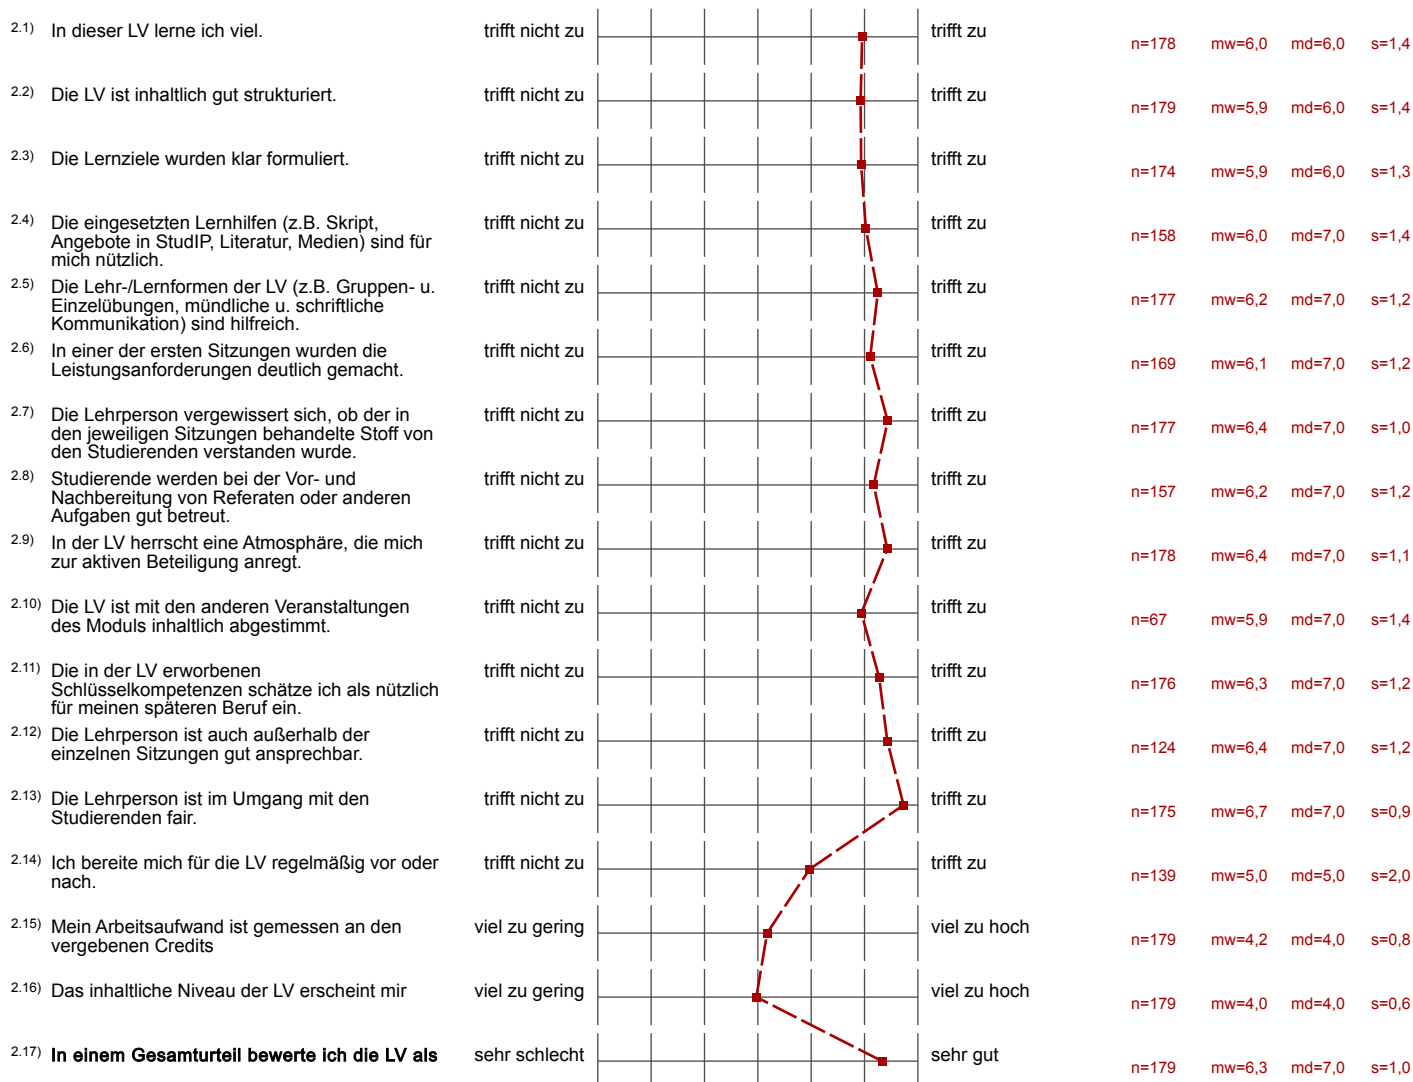 2.1) In dieser LV lerne ich viel. trifft nicht zu trifft zu n=178 mw=6,0 md=6,0 s=1,4
2.2) Die LV ist inhaltlich gut strukturiert. trifft nicht zu trifft zu n=179 mw=5,9 md=6,0 s=1,4
2.3) Die Lernziele wurden klar formuliert. trifft nicht zu trifft zu n=174 mw=5,9 md=6,0 s=1,3
2.4) Die eingesetzten Lernhilfen (z.B. Skript, trifft nicht zu trifft zu n=158 mw=6,0 md=7,0 s=1,4
Angebote in StudIP, Literatur, Medien) sind für
mich nützlich.
2.5) Die Lehr-/Lernformen der LV (z.B. Gruppen- u. trifft nicht zu trifft zu n=177 mw=6,2 md=7,0 s=1,2
Einzelübungen, mündliche u. schriftliche
Kommunikation) sind hilfreich.
2.6) In einer der ersten Sitzungen wurden die trifft nicht zu trifft zu n=169 mw=6,1 md=7,0 s=1,2
Leistungsanforderungen deutlich gemacht.
2.7) Die Lehrperson vergewissert sich, ob der in trifft nicht zu trifft zu n=177 mw=6,4 md=7,0 s=1,0
den jeweiligen Sitzungen behandelte Stoff von
den Studierenden verstanden wurde.
2.8) Studierende werden bei der Vor- und trifft nicht zu trifft zu n=157 mw=6,2 md=7,0 s=1,2
Nachbereitung von Referaten oder anderen
Aufgaben gut betreut.
2.9) In der LV herrscht eine Atmosphäre, die mich trifft nicht zu trifft zu n=178 mw=6,4 md=7,0 s=1,1
zur aktiven Beteiligung anregt.
2.10) Die LV ist mit den anderen Veranstaltungen trifft nicht zu trifft zu n=67 mw=5,9 md=7,0 s=1,4
des Moduls inhaltlich abgestimmt.
2.11) Die in der LV erworbenen trifft nicht zu trifft zu n=176 mw=6,3 md=7,0 s=1,2
Schlüsselkompetenzen schätze ich als nützlich
für meinen späteren Beruf ein.
2.12) Die Lehrperson ist auch außerhalb der trifft nicht zu trifft zu n=124 mw=6,4 md=7,0 s=1,2
einzelnen Sitzungen gut ansprechbar.
2.13) Die Lehrperson ist im Umgang mit den trifft nicht zu trifft zu n=175 mw=6,7 md=7,0 s=0,9
Studierenden fair.
2.14) Ich bereite mich für die LV regelmäßig vor oder trifft nicht zu trifft zu n=139 mw=5,0 md=5,0 s=2,0
nach.
2.15) Mein Arbeitsaufwand ist gemessen an den viel zu gering viel zu hoch n=179 mw=4,2 md=4,0 s=0,8
vergebenen Credits
2.16) Das inhaltliche Niveau der LV erscheint mir viel zu gering viel zu hoch n=179 mw=4,0 md=4,0 s=0,6
2.17) In einem Gesamturteil bewerte ich die LV als sehr schlecht sehr gut n=179 mw=6,3 md=7,0 s=1,0